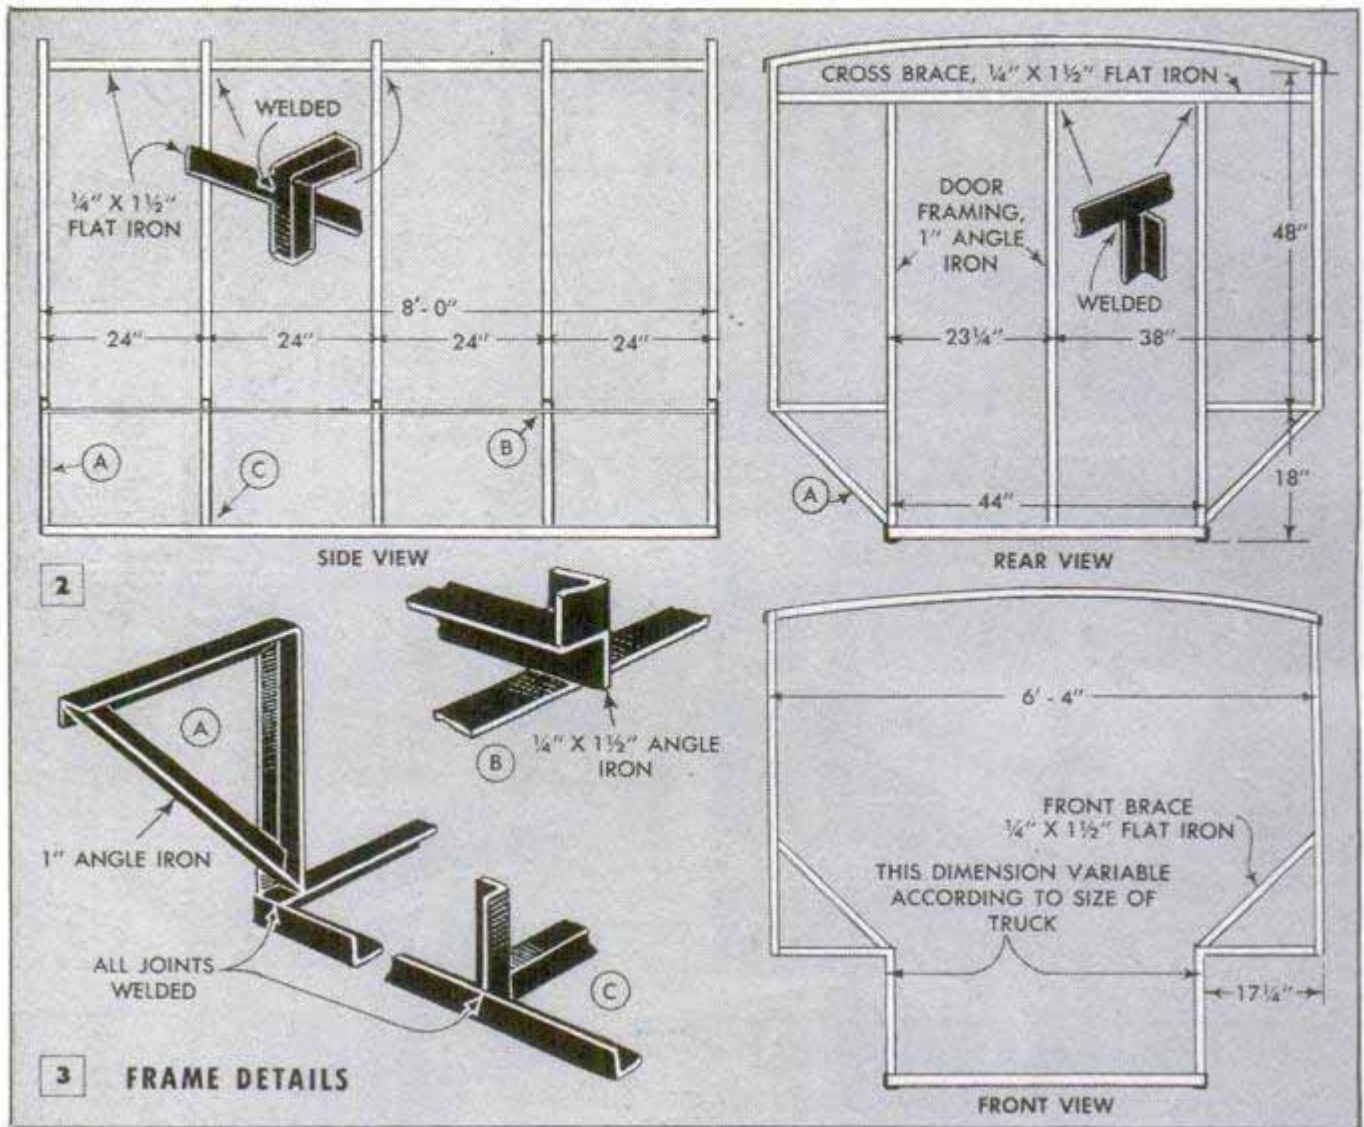 WELDED
¼" X 1½"
FLAT IRON
8'- 0"
24"
24"
24"
24"
A
C
B
SIDE VIEW
2
CROSS BRACE, ¼" X 1½" FLAT IRON
DOOR
FRAMING,
1" ANGLE
IRON
WELDED
48"
23¼"
38"
A
44"
18"
REAR VIEW
A
1" ANGLE IRON
B
¼" X 1½" ANGLE
IRON
ALL JOINTS
WELDED
C
3
FRAME DETAILS
6' - 4"
FRONT BRACE
¼" X 1½" FLAT IRON
THIS DIMENSION VARIABLE
ACCORDING TO SIZE OF
TRUCK
17¼"
FRONT VIEW